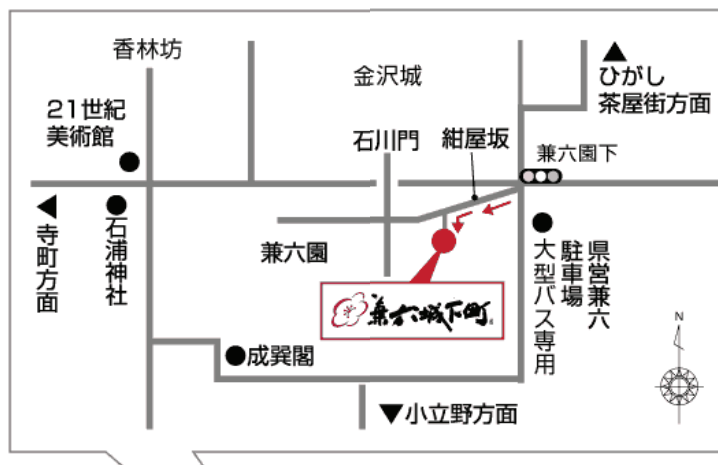 香林坊
金沢城
ひがし
茶屋街方面
21世紀
美術館
石川門
紺屋坂
兼六園下
寺町方面
石浦神社
兼六園
県営兼六
駐車場
大型バス専用
兼六城下町
成巽閣
小立野方面
N